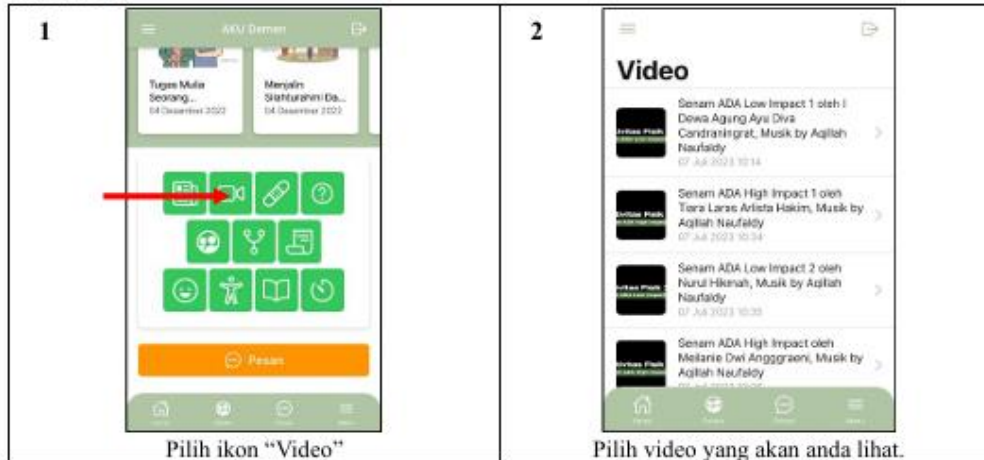 1
AKU Demen
Tugas Mulia
Seorang...
04 Desember 2022
Menjalin
Silahturahmi Da...
04 Desember 2022
Pesan
Pilih ikon “Video”
2
Video
Senam ADA Low Impact 1 oleh I
Dewa Agung Ayu Diva
Candraningrat, Musik by Aqillah
Naufaldy
07 Juli 2023 10:14
Senam ADA High Impact 1 oleh
Tiara Laras Arlista Hakim, Musik by
Aqillah Naufaldy
07 Juli 2023 10:34
Senam ADA Low Impact 2 oleh
Nurul Hikmah, Musik by Aqillah
Naufaldy
07 Juli 2023
Senam ADA High Impact oleh
Meilanie Dwi Angggraeni, Musik by
Aqillah Naufaldy
Pilih video yang akan anda lihat.